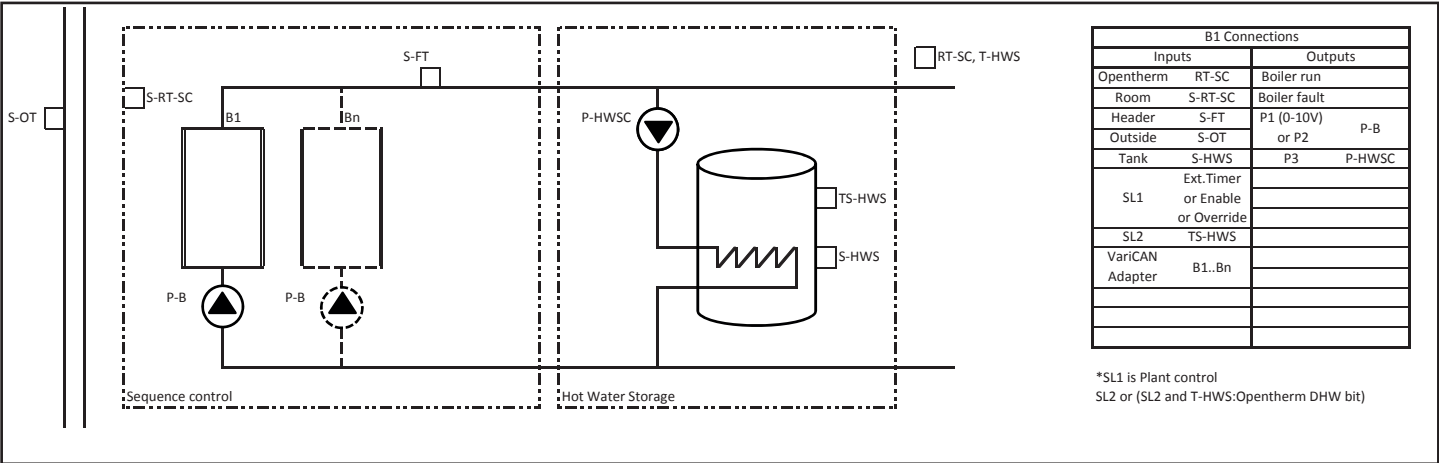 S-OT
S-RT-SC
S-FT
B1
Bn
P-B
P-B
Sequence control
P-HWSC
TS-HWS
S-HWS
Hot Water Storage
RT-SC, T-HWS
B1 Connections
Inputs Outputs
Opentherm RT-SC Boiler run
Room S-RT-SC Boiler fault
Header S-FT P1 (0-10V)
P-B
Outside S-OT or P2
Tank S-HWS P3 P-HWSC
Ext.Timer
SL1 or Enable
or Override
SL2 TS-HWS
VariCAN
B1..Bn
Adapter
*SL1 is Plant control
SL2 or (SL2 and T-HWS:Opentherm DHW bit)